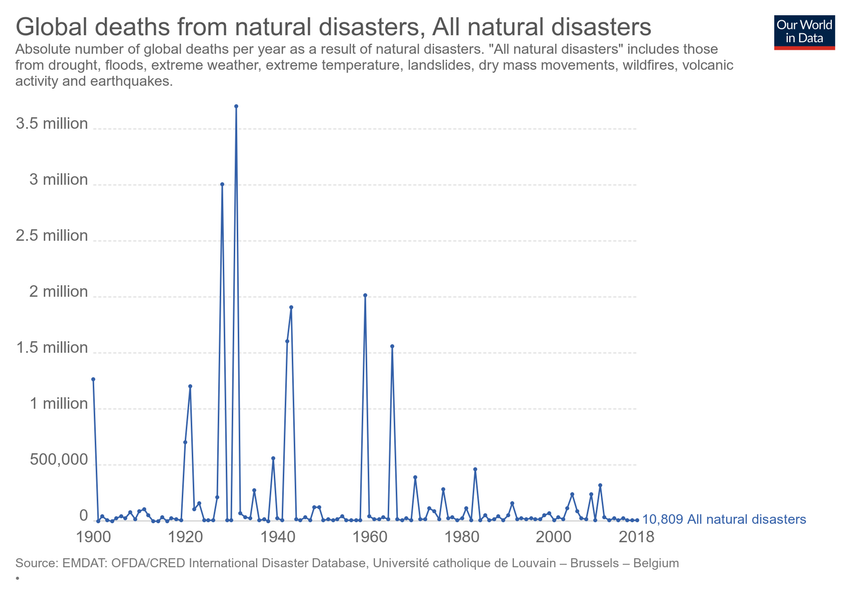 Global deaths from natural disasters, All natural disasters
Our World
in Data
Absolute number of global deaths per year as a result of natural disasters. "All natural disasters" includes those
from drought, floods, extreme weather, extreme temperature, landslides, dry mass movements, wildfires, volcanic
activity and earthquakes.
3.5 million
3 million
2.5 million
2 million
1.5 million
1 million
500,000
0
10,809 All natural disasters
1900 1920 1940 1960 1980 2000 2018
Source: EMDAT: OFDA/CRED International Disaster Database, Université catholique de Louvain – Brussels – Belgium
•